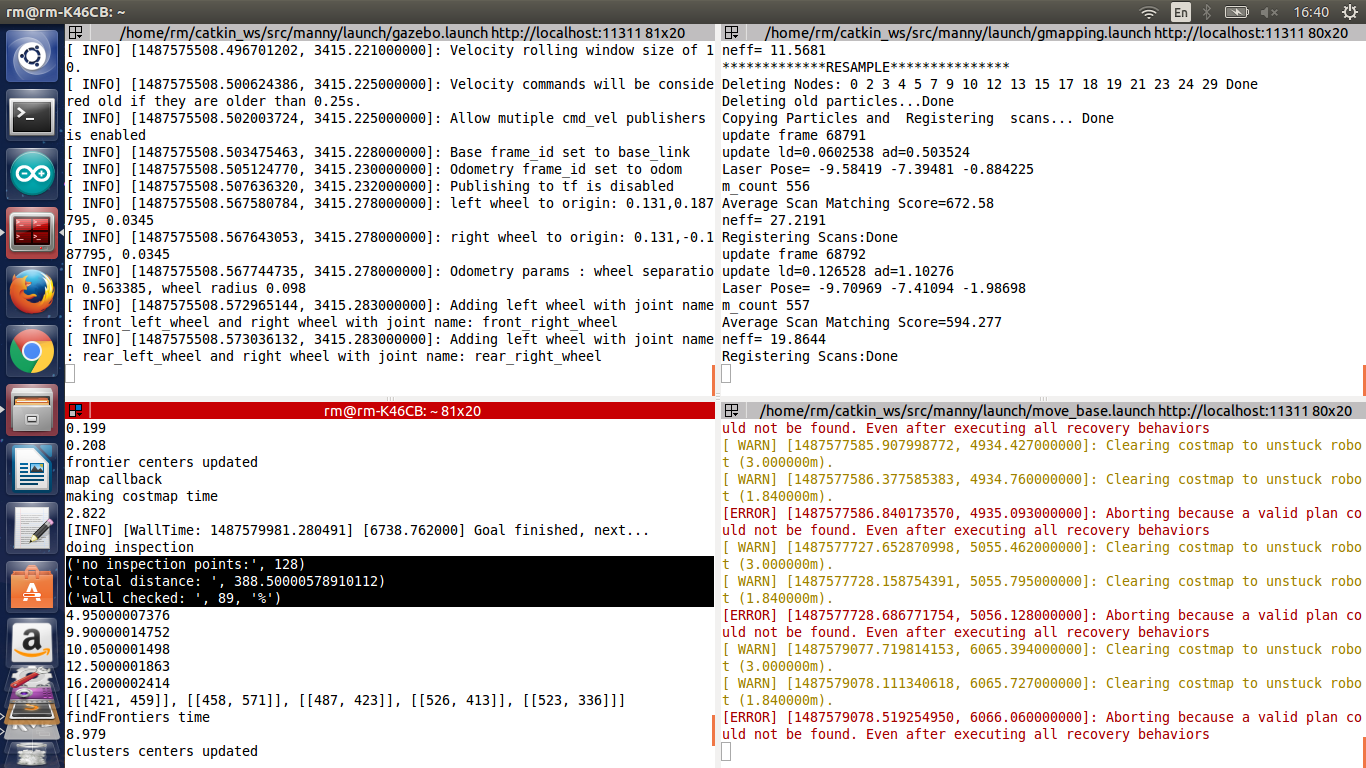 rm@rm-K46CB: ~
En
16:40
/home/rm/catkin_ws/src/manny/launch/gazebo.launch http://localhost:11311 81x20
[ INFO] [1487575508.496701202, 3415.221000000]: Velocity rolling window size of 1
0.
[ INFO] [1487575508.500624386, 3415.225000000]: Velocity commands will be conside
red old if they are older than 0.25s.
[ INFO] [1487575508.502003724, 3415.225000000]: Allow mutiple cmd_vel publishers
is enabled
[ INFO] [1487575508.503475463, 3415.228000000]: Base frame_id set to base_link
[ INFO] [1487575508.505124770, 3415.230000000]: Odometry frame_id set to odom
[ INFO] [1487575508.507636320, 3415.232000000]: Publishing to tf is disabled
[ INFO] [1487575508.567580784, 3415.278000000]: left wheel to origin: 0.131,0.187
795, 0.0345
[ INFO] [1487575508.567643053, 3415.278000000]: right wheel to origin: 0.131,-0.1
87795, 0.0345
[ INFO] [1487575508.567744735, 3415.278000000]: Odometry params : wheel separatio
n 0.563385, wheel radius 0.098
[ INFO] [1487575508.572965144, 3415.283000000]: Adding left wheel with joint name
: front_left_wheel and right wheel with joint name: front_right_wheel
[ INFO] [1487575508.573036132, 3415.283000000]: Adding left wheel with joint name
: rear_left_wheel and right wheel with joint name: rear_right_wheel
/home/rm/catkin_ws/src/manny/launch/gmapping.launch http://localhost:11311 80x20
neff= 11.5681
*************RESAMPLE***************
Deleting Nodes: 0 2 3 4 5 7 9 10 12 13 15 17 18 19 21 23 24 29 Done
Deleting old particles...Done
Copying Particles and  Registering  scans... Done
update frame 68791
update ld=0.0602538 ad=0.503524
Laser Pose= -9.58419 -7.39481 -0.884225
m_count 556
Average Scan Matching Score=672.58
neff= 27.2191
Registering Scans:Done
update frame 68792
update ld=0.126528 ad=1.10276
Laser Pose= -9.70969 -7.41094 -1.98698
m_count 557
Average Scan Matching Score=594.277
neff= 19.8644
Registering Scans:Done
rm@rm-K46CB: ~ 81x20
0.199
0.208
frontier centers updated
map callback
making costmap time
2.822
[INFO] [WallTime: 1487579981.280491] [6738.762000] Goal finished, next...
doing inspection
('no inspection points:', 128)
('total distance: ', 388.50000578910112)
('wall checked: ', 89, '%')
4.95000007376
9.90000014752
10.0500001498
12.5000001863
16.2000002414
[[[421, 459]], [[458, 571]], [[487, 423]], [[526, 413]], [[523, 336]]]
findFrontiers time
8.979
clusters centers updated
/home/rm/catkin_ws/src/manny/launch/move_base.launch http://localhost:11311 80x20
uld not be found. Even after executing all recovery behaviors
[ WARN] [1487577585.907998772, 4934.427000000]: Clearing costmap to unstuck robo
t (3.000000m).
[ WARN] [1487577586.377585383, 4934.760000000]: Clearing costmap to unstuck robo
t (1.840000m).
[ERROR] [1487577586.840173570, 4935.093000000]: Aborting because a valid plan co
uld not be found. Even after executing all recovery behaviors
[ WARN] [1487577727.652870998, 5055.462000000]: Clearing costmap to unstuck robo
t (3.000000m).
[ WARN] [1487577728.158754391, 5055.795000000]: Clearing costmap to unstuck robo
t (1.840000m).
[ERROR] [1487577728.686771754, 5056.128000000]: Aborting because a valid plan co
uld not be found. Even after executing all recovery behaviors
[ WARN] [1487579077.719814153, 6065.394000000]: Clearing costmap to unstuck robo
t (3.000000m).
[ WARN] [1487579078.111340618, 6065.727000000]: Clearing costmap to unstuck robo
t (1.840000m).
[ERROR] [1487579078.519254950, 6066.060000000]: Aborting because a valid plan co
uld not be found. Even after executing all recovery behaviors